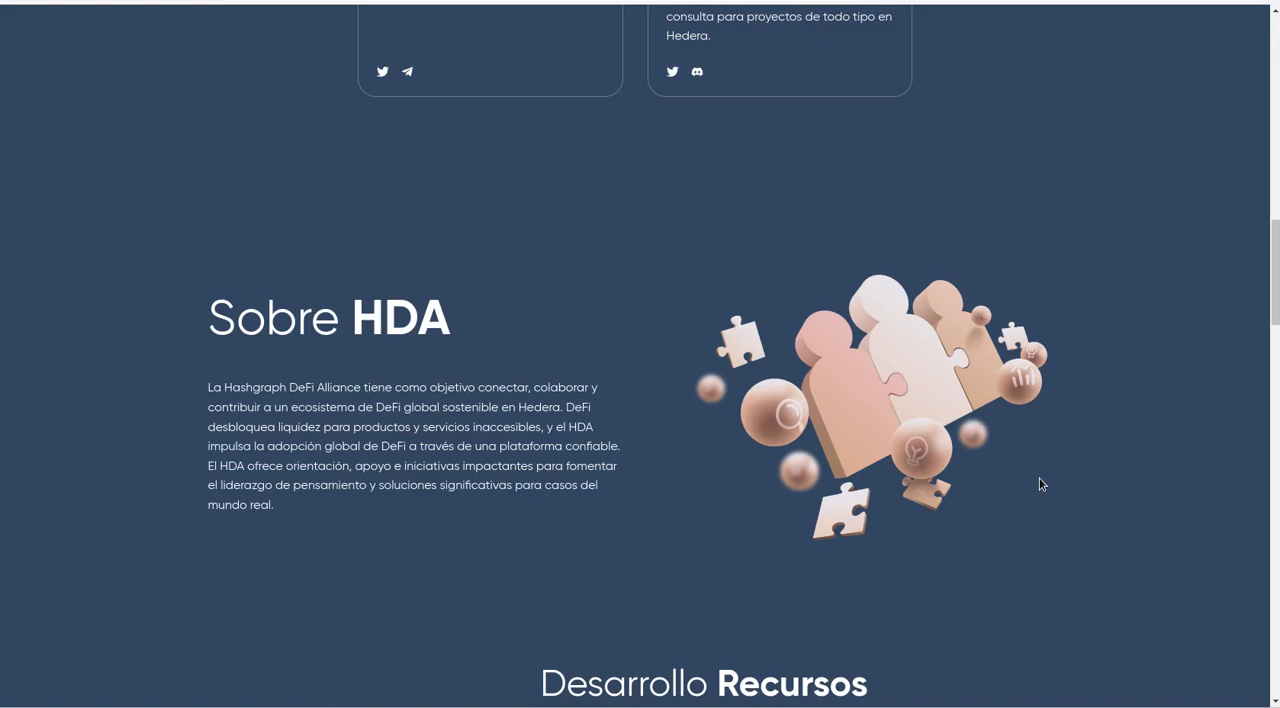 consulta para proyectos de todo tipo en
Hedera.
Sobre HDA
La Hashgraph DeFi Alliance tiene como objetivo conectar, colaborar y
contribuir a un ecosistema de DeFi global sostenible en Hedera. DeFi
desbloquea liquidez para productos y servicios inaccesibles, y el HDA
impulsa la adopción global de DeFi a través de una plataforma confiable.
El HDA ofrece orientación, apoyo e iniciativas impactantes para fomentar
el liderazgo de pensamiento y soluciones significativas para casos del
mundo real.
Desarrollo Recursos